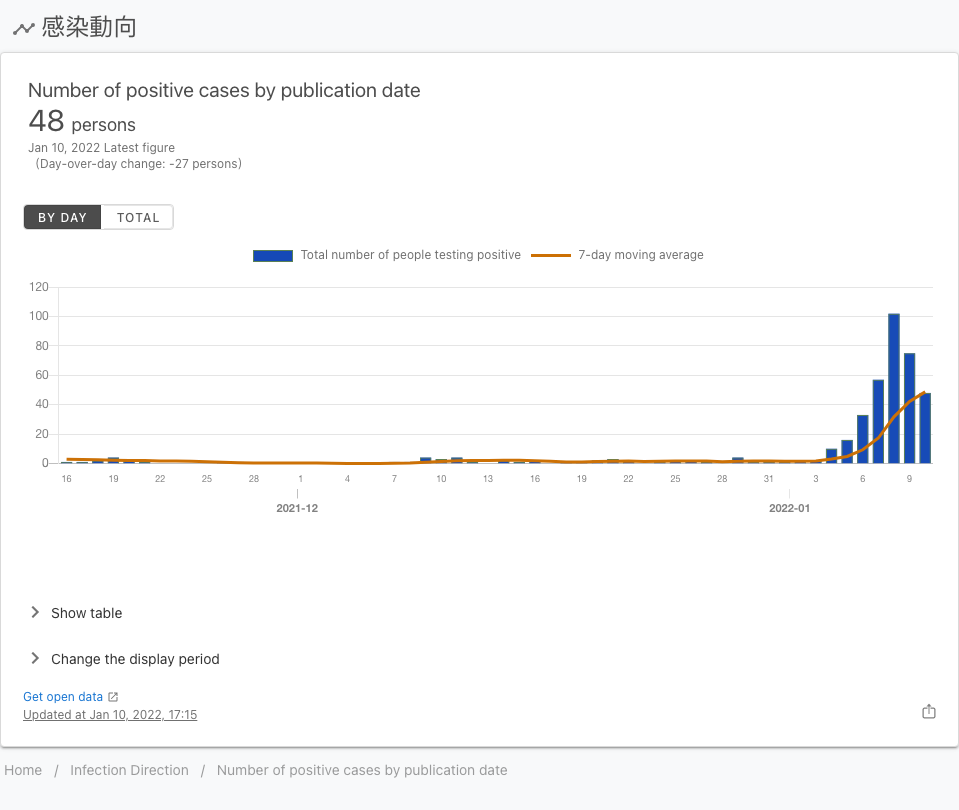 感染動向
Number of positive cases by publication date
48 persons
Jan 10, 2022 Latest figure
(Day-over-day change: -27 persons)
BY DAY TOTAL
Total number of people testing positive 7-day moving average
120
100
80
60
40
20
0
16 19 22 25 28 1 4 7 10 13 16 19 22 25 28 31 3 6 9
2021-12 2022-01
Show table
Change the display period
Get open data
Updated at Jan 10, 2022, 17:15
Home / Infection Direction / Number of positive cases by publication date